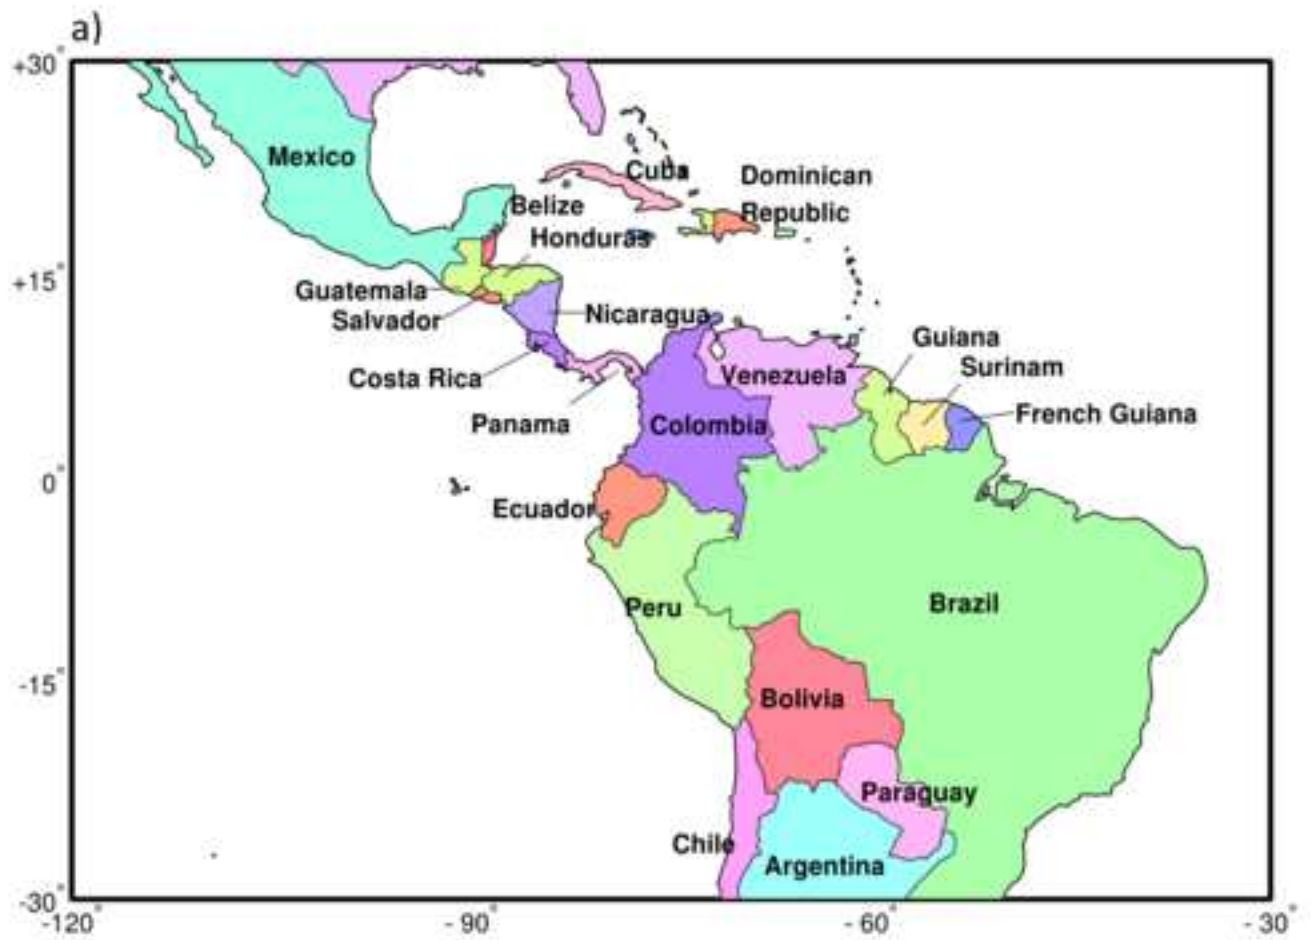 a)
+30°
Mexico
Cuba
Dominican
Republic
Belize
Honduras
+15°
Guatemala
Salvador
Nicaragua
Guiana
Costa Rica
Venezuela
Surinam
Panama
Colombia
French Guiana
0°
Ecuador
Peru
Brazil
-15°
Bolivia
Paraguay
Chile
Argentina
-30°
-120°
- 90°
- 60°
- 30°